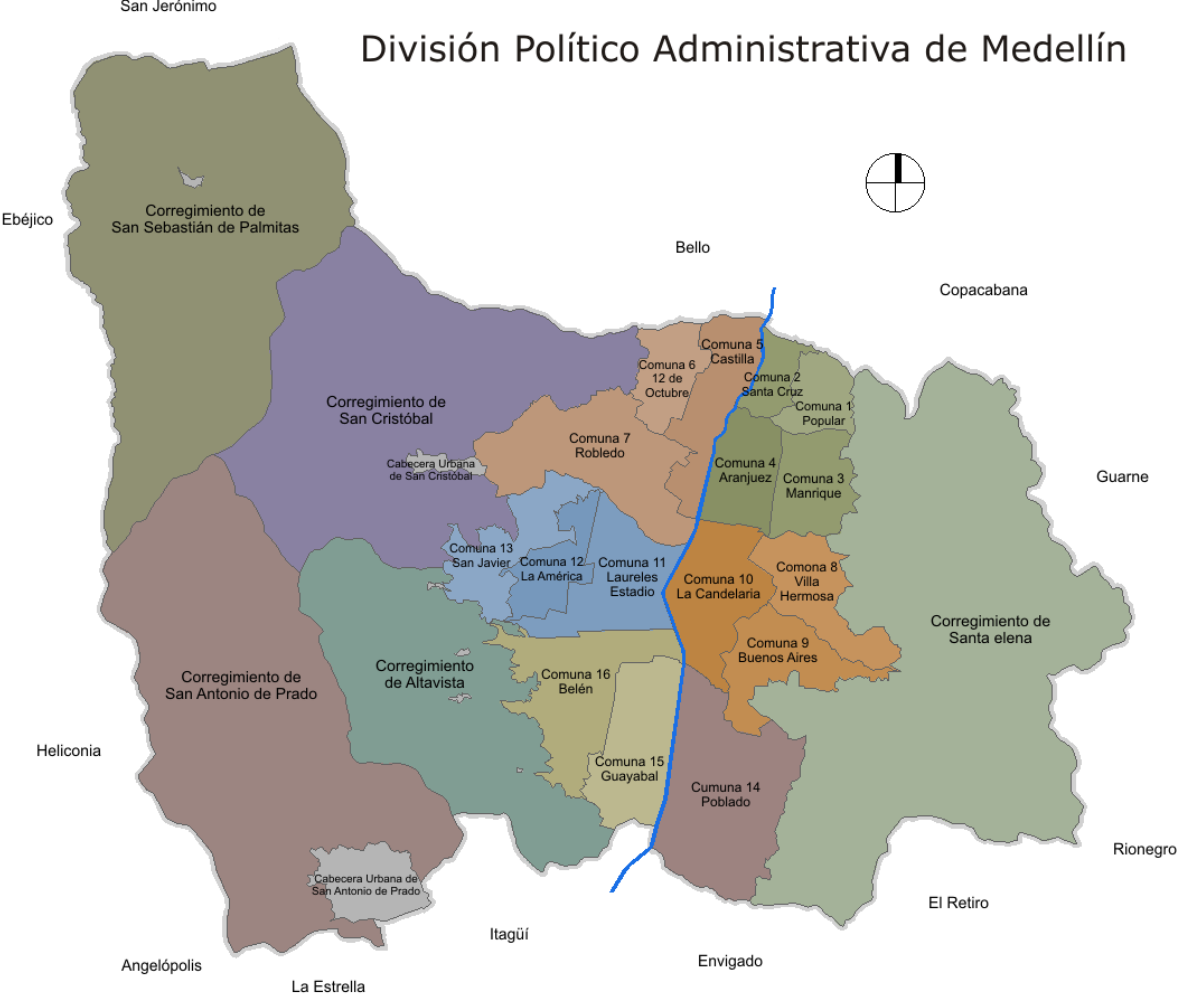 San Jerónimo
División Político Administrativa de Medellín
Ebéjico
Corregimiento de
San Sebastián de Palmitas
Bello
Copacabana
Comuna 5
Castilla
Comuna 6
12 de
Octubre
Comuna 2
Santa Cruz
Comuna 1
Popular
Corregimiento de
San Cristóbal
Comuna 7
Robledo
Cabecera Urbana
de San Cristóbal
Comuna 4
Aranjuez
Comuna 3
Manrique
Guarne
Comuna 13
San Javier
Comuna 12
La América
Comuna 11
Laureles
Estadio
Comuna 10
La Candelaria
Comona 8
Villa
Hermosa
Corregimiento de
Santa elena
Comuna 9
Buenos Aires
Corregimiento de
San Antonio de Prado
Corregimiento
de Altavista
Comuna 16
Belén
Heliconia
Comuna 15
Guayabal
Cumuna 14
Poblado
Rionegro
Cabecera Urbana de
San Antonio de Prado
El Retiro
Itagüí
Envigado
Angelópolis
La Estrella